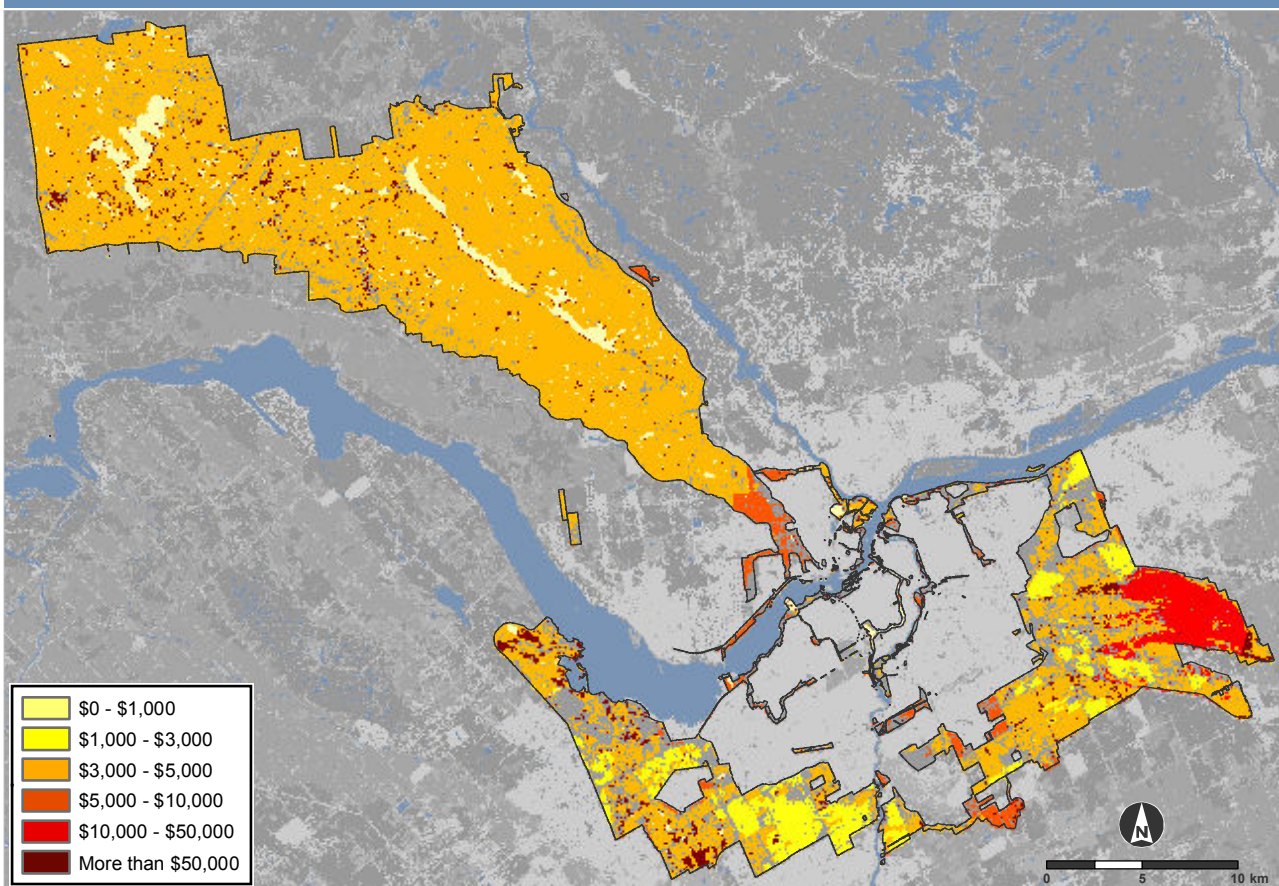 $0 - $1,000
$1,000 - $3,000
$3,000 - $5,000
$5,000 - $10,000
$10,000 - $50,000
More than $50,000
N
0 5 10 km